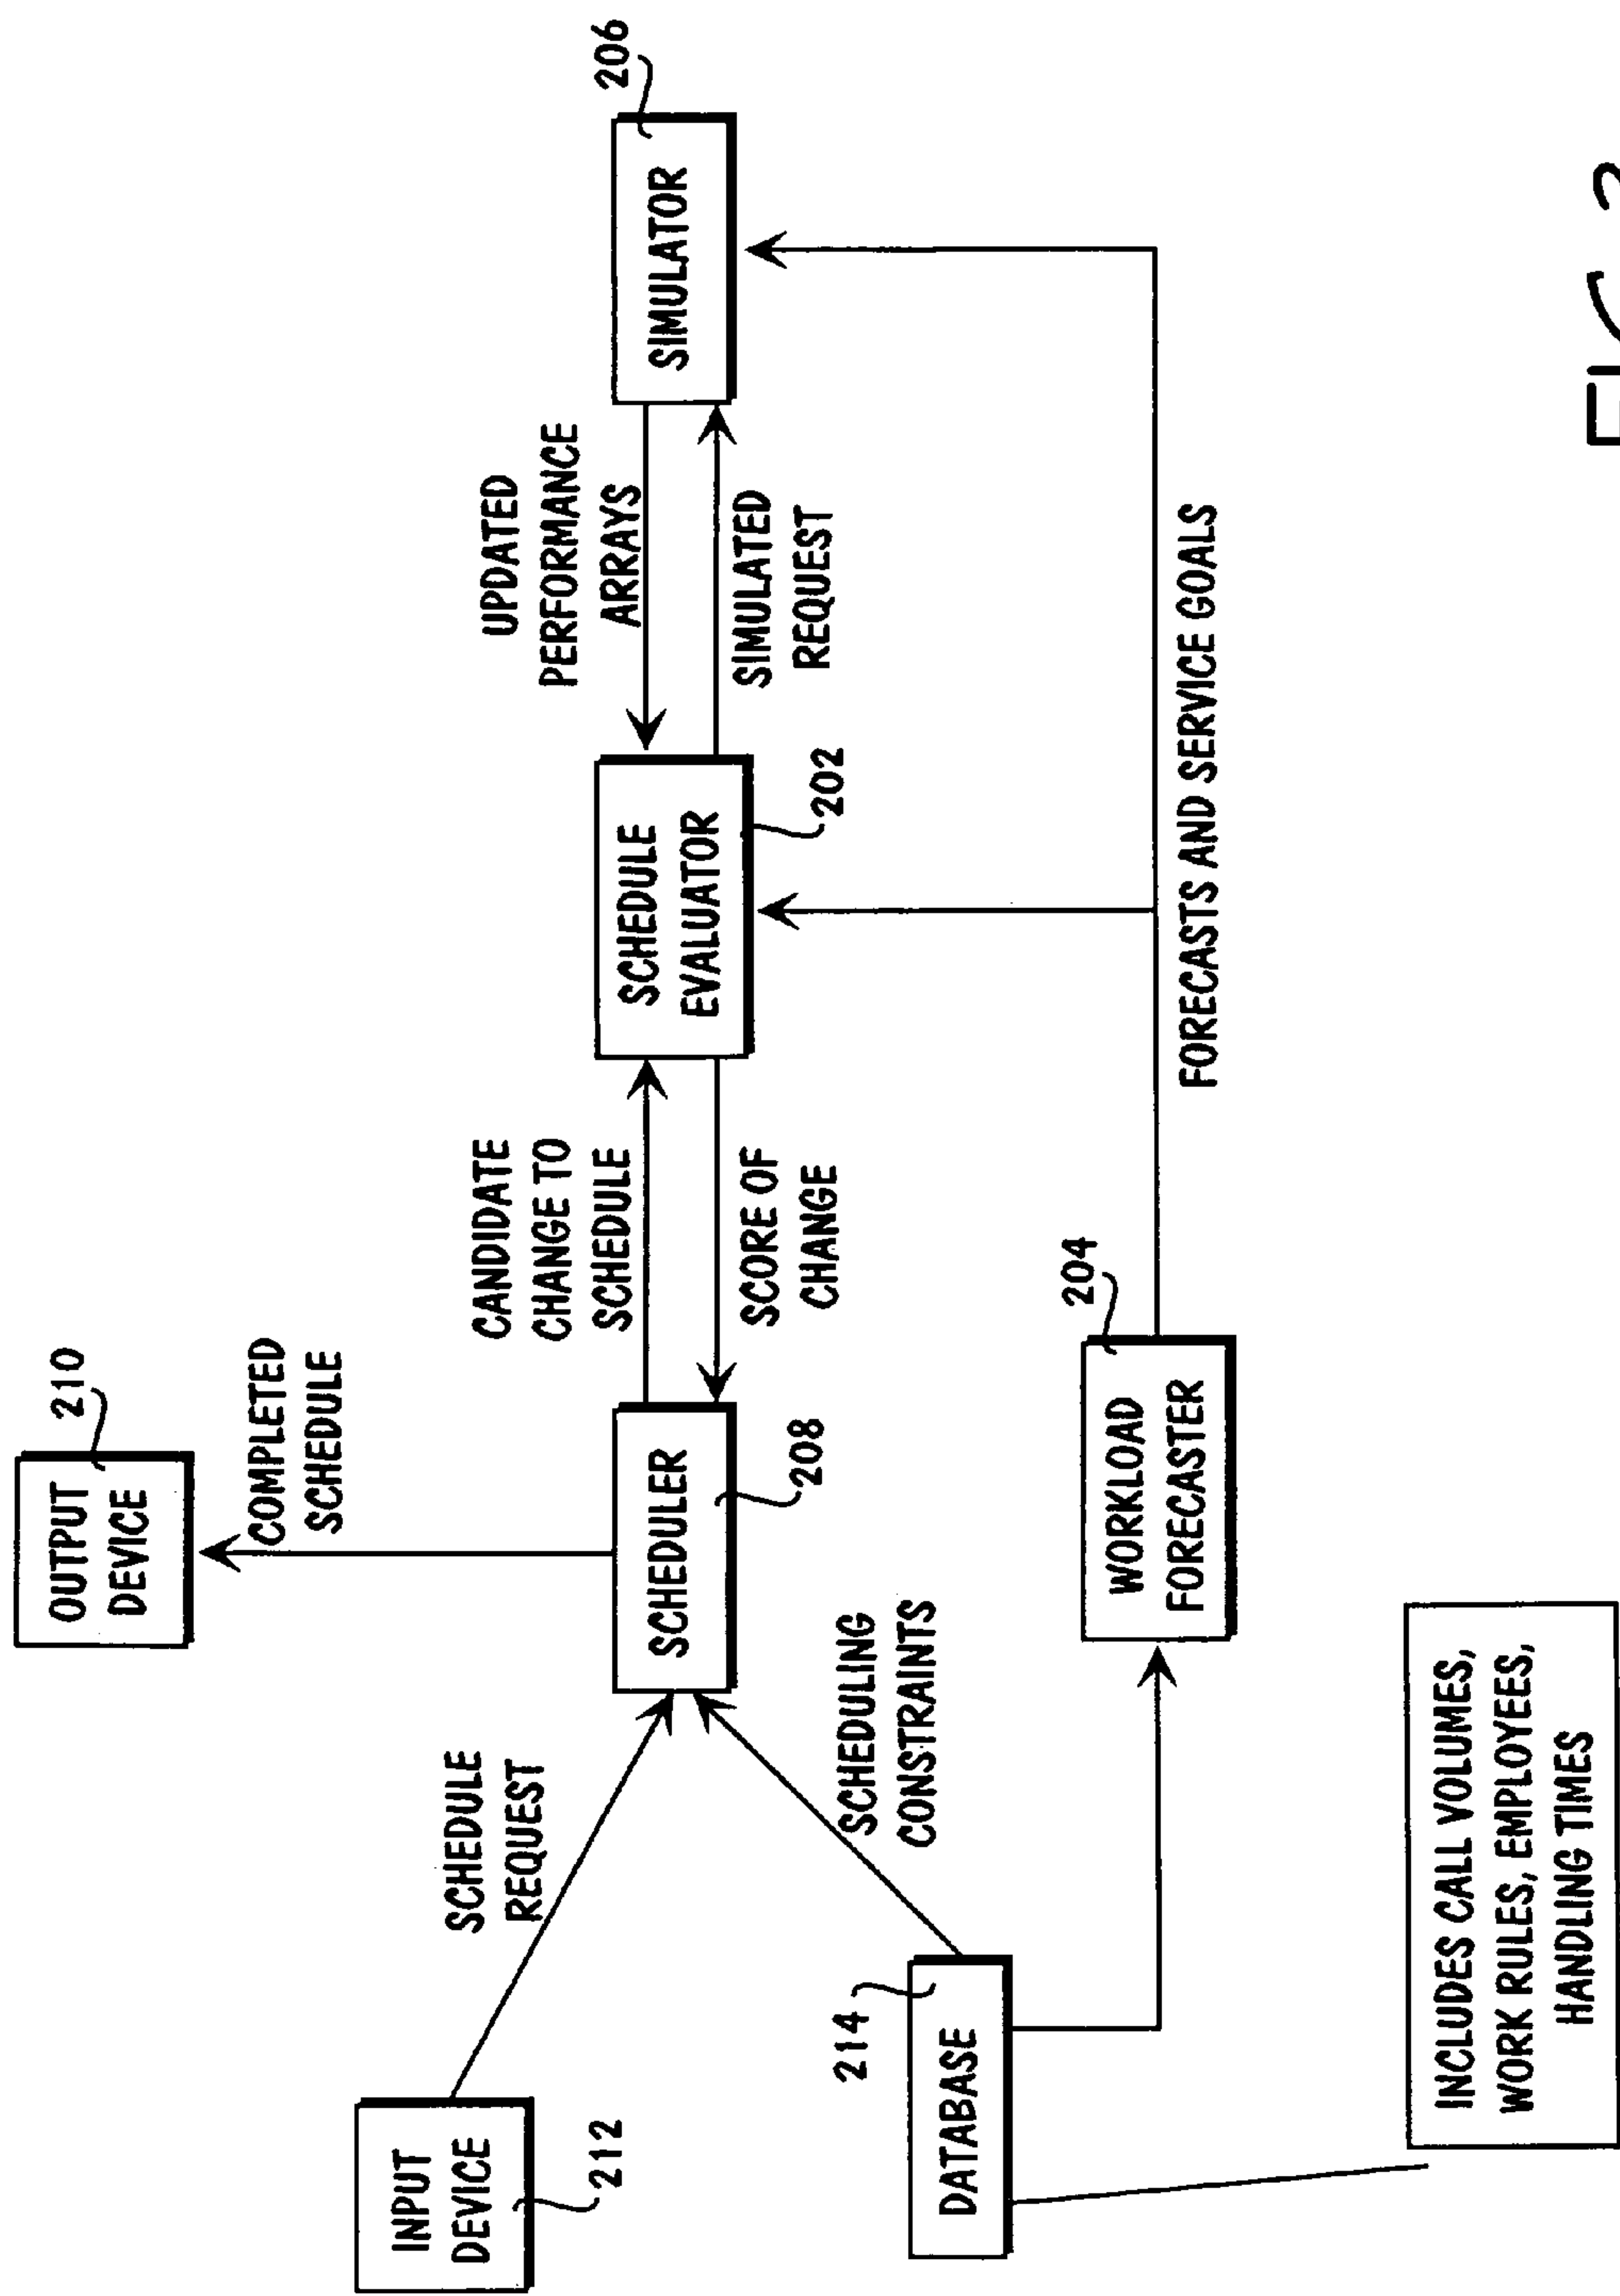 OUTPUT
DEVICE
210
COMPLETED
SCHEDULE
INPUT
DEVICE
212
SCHEDULE
REQUEST
SCHEDULER
208
CANDIDATE
CHANGE TO
SCHEDULE
SCORE OF
CHANGE
SCHEDULE
EVALUATOR
202
UPDATED
PERFORMANCE
ARRAYS
SIMULATED
REQUEST
SIMULATOR
206
DATABASE
214
SCHEDULING
CONSTRAINTS
WORKLOAD
FORECASTER
204
FORECASTS AND SERVICE GOALS
INCLUDES CALL VOLUMES,
WORK RULES, EMPLOYEES,
HANDLING TIMES